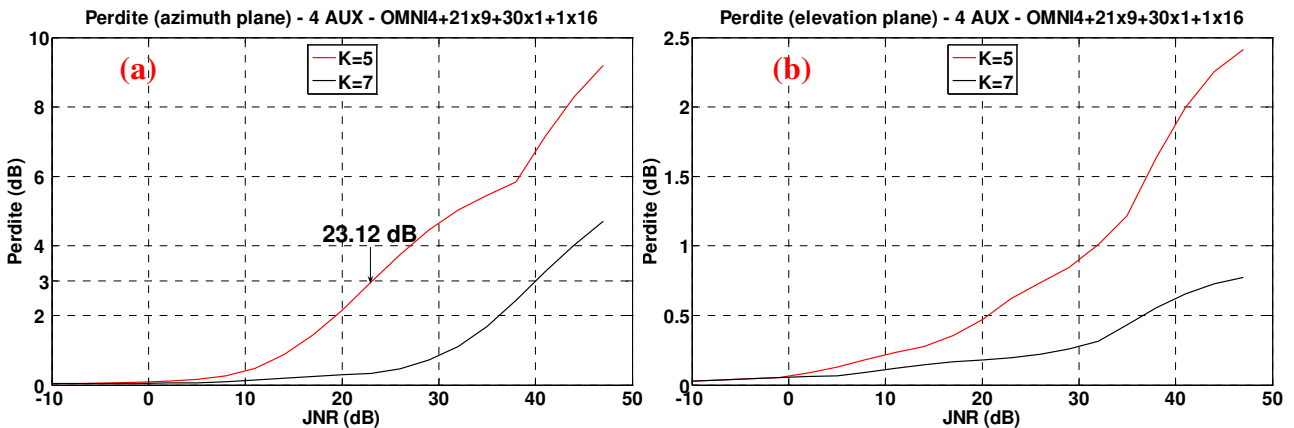 Perdite (azimuth plane) - 4 AUX - OMNI4+21x9+30x1+1x16
(a)
K=5
K=7
23.12 dB
Perdite (dB)
10
8
6
4
3
2
0
-10 0 10 20 30 40 50
JNR (dB)
Perdite (elevation plane) - 4 AUX - OMNI4+21x9+30x1+1x16
(b)
K=5
K=7
Perdite (dB)
2.5
2
1.5
1
0.5
0
-10 0 10 20 30 40 50
JNR (dB)